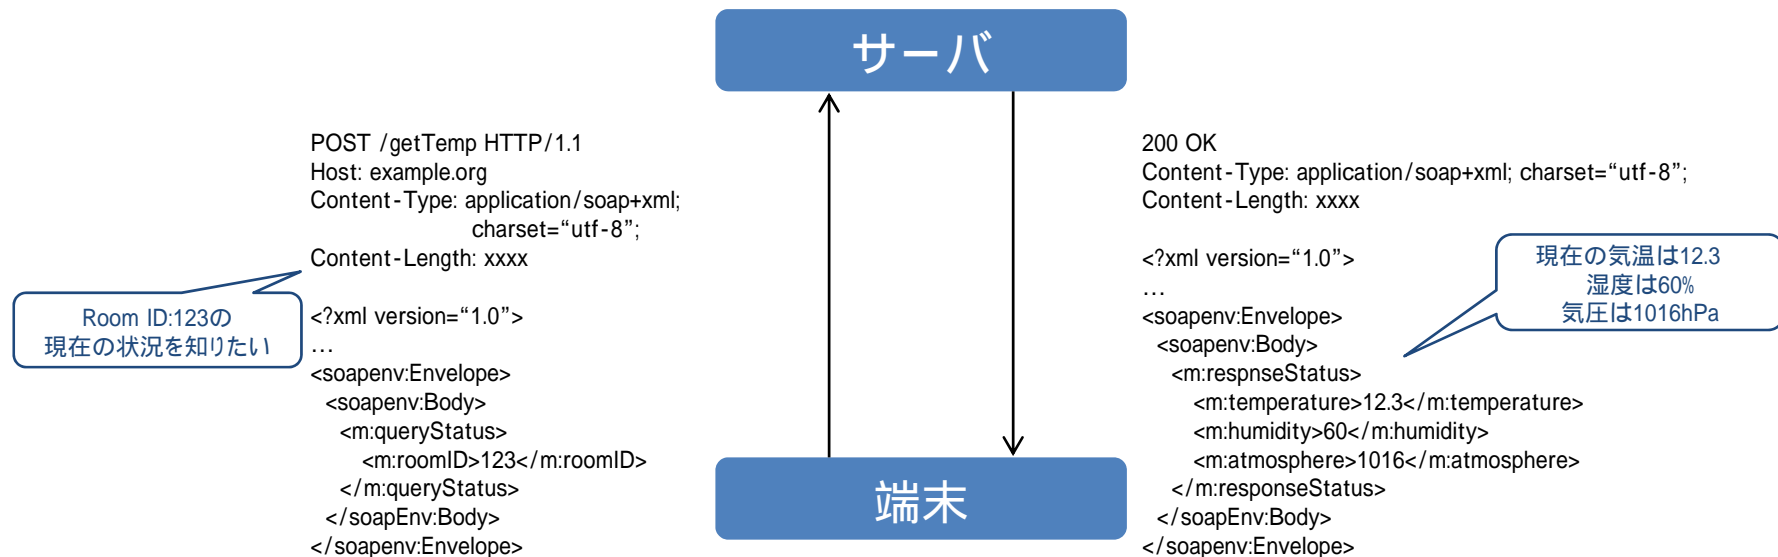 サーバ
POST /getTemp HTTP/1.1
Host: example.org
Content-Type: application/soap+xml;
charset=“utf-8”;
Content-Length: xxxx
Room ID:123の
現在の状況を知りたい
<?xml version=“1.0”>
…
<soapenv:Envelope>
<soapenv:Body>
<m:queryStatus>
<m:roomID>123</m:roomID>
</m:queryStatus>
</soapEnv:Body>
</soapenv:Envelope>
200 OK
Content-Type: application/soap+xml; charset=“utf-8”;
Content-Length: xxxx
現在の気温は12.3
湿度は60%
気圧は1016hPa
<?xml version=“1.0”>
…
<soapenv:Envelope>
<soapenv:Body>
<m:respnseStatus>
<m:temperature>12.3</m:temperature>
<m:humidity>60</m:humidity>
<m:atmosphere>1016</m:atmosphere>
</m:responseStatus>
</soapEnv:Body>
</soapenv:Envelope>
端末